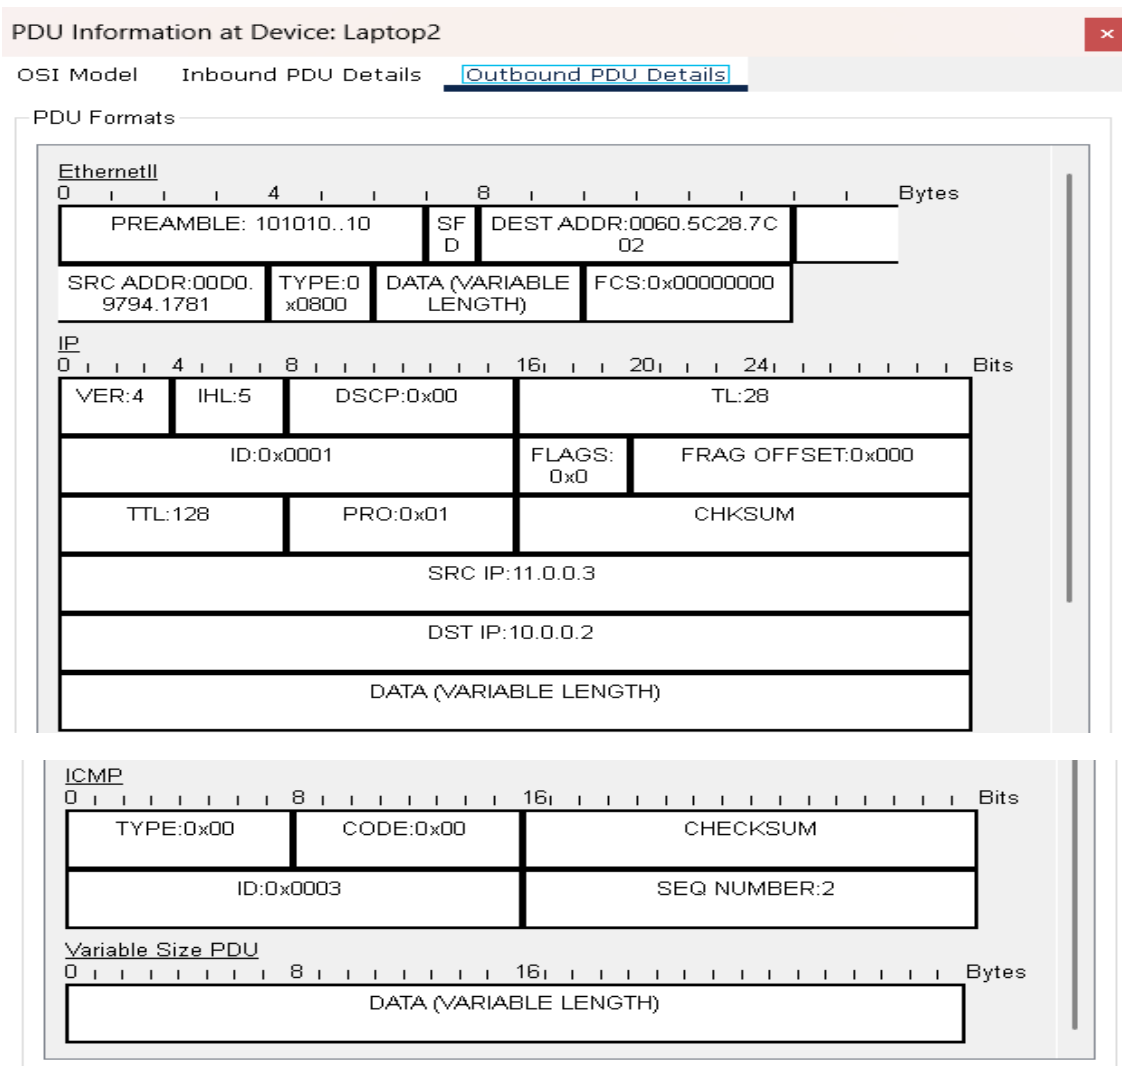 PDU Information at Device: Laptop2
×
OSI Model Inbound PDU Details Outbound PDU Details
PDU Formats
EthernetII
0 4 8 Bytes
PREAMBLE: 101010..10 SF DEST ADDR:0060.5C28.7C
D 02
SRC ADDR:00D0. TYPE:0 DATA (VARIABLE FCS:0x00000000
9794.1781 x0800 LENGTH)
IP
0 4 8 16 20 24 Bits
VER:4 IHL:5 DSCP:0x00 TL:28
ID:0x0001 FLAGS: FRAG OFFSET:0x000
0x0
TTL:128 PRO:0x01 CHKSUM
SRC IP:11.0.0.3
DST IP:10.0.0.2
DATA (VARIABLE LENGTH)
ICMP
0 8 16 Bits
TYPE:0x00 CODE:0x00 CHECKSUM
ID:0x0003 SEQ NUMBER:2
Variable Size PDU
0 8 16 Bytes
DATA (VARIABLE LENGTH)